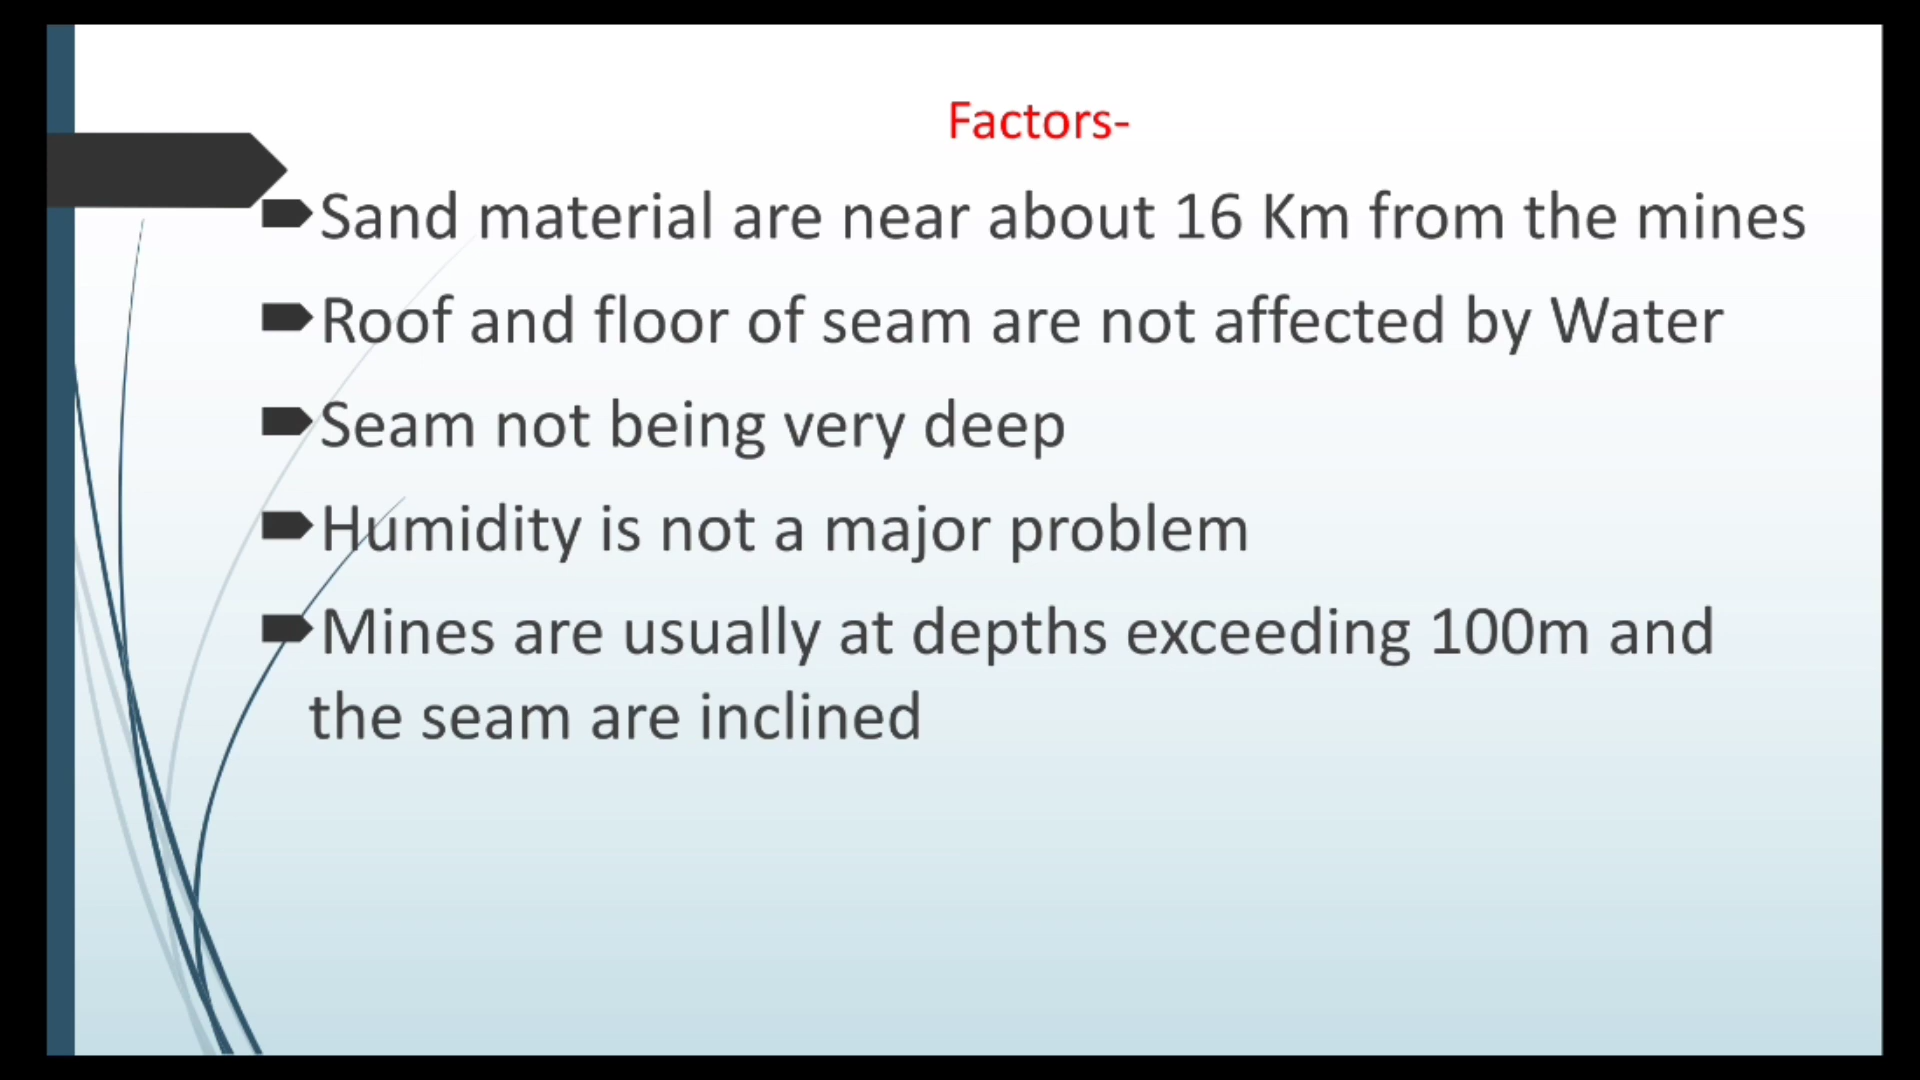 Factors-
Sand material are near about 16 Km from the mines
Roof and floor of seam are not affected by Water
Seam not being very deep
Humidity is not a major problem
Mines are usually at depths exceeding 100m and
the seam are inclined